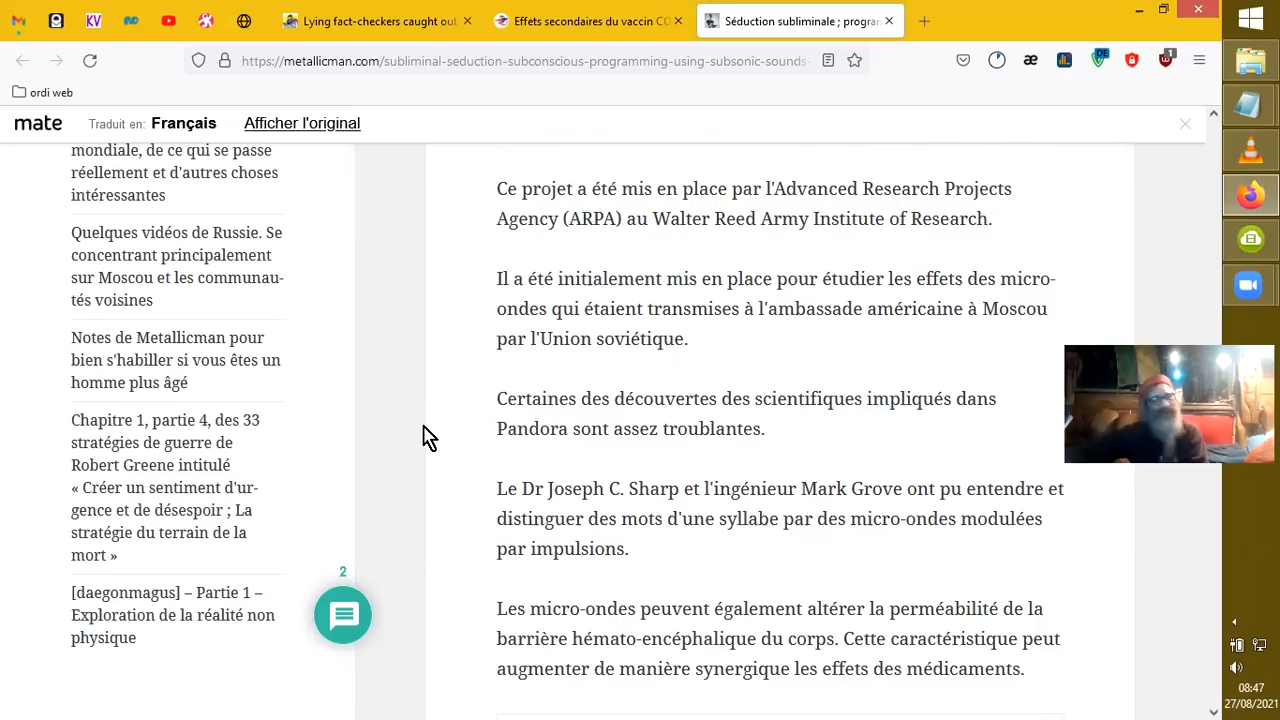 Lying fact-checkers caught out
Effets secondaires du vaccin CO
Séduction subliminale ; progran
https://metallicman.com/subliminal-seduction-subconscious-programming-using-subsonic-sounds-
ordi web
mate
Traduit en: Français
Afficher l'original
mondiale, de ce qui se passe
réellement et d'autres choses
intéressantes
Quelques vidéos de Russie. Se
concentrant principalement
sur Moscou et les communau-
tés voisines
Notes de Metallicman pour
bien s'habiller si vous êtes un
homme plus âgé
Chapitre 1, partie 4, des 33
stratégies de guerre de
Robert Greene intitulé
« Créer un sentiment d'ur-
gence et de désespoir ; La
stratégie du terrain de la
mort »
[daegonmagus] – Partie 1 –
Exploration de la réalité non
physique
2
Ce projet a été mis en place par l'Advanced Research Projects
Agency (ARPA) au Walter Reed Army Institute of Research.
Il a été initialement mis en place pour étudier les effets des micro-
ondes qui étaient transmises à l'ambassade américaine à Moscou
par l'Union soviétique.
Certaines des découvertes des scientifiques impliqués dans
Pandora sont assez troublantes.
Le Dr Joseph C. Sharp et l'ingénieur Mark Grove ont pu entendre et
distinguer des mots d'une syllabe par des micro-ondes modulées
par impulsions.
Les micro-ondes peuvent également altérer la perméabilité de la
barrière hémato-encéphalique du corps. Cette caractéristique peut
augmenter de manière synergique les effets des médicaments.
KV
æ
DE
1
08:47
27/08/2021